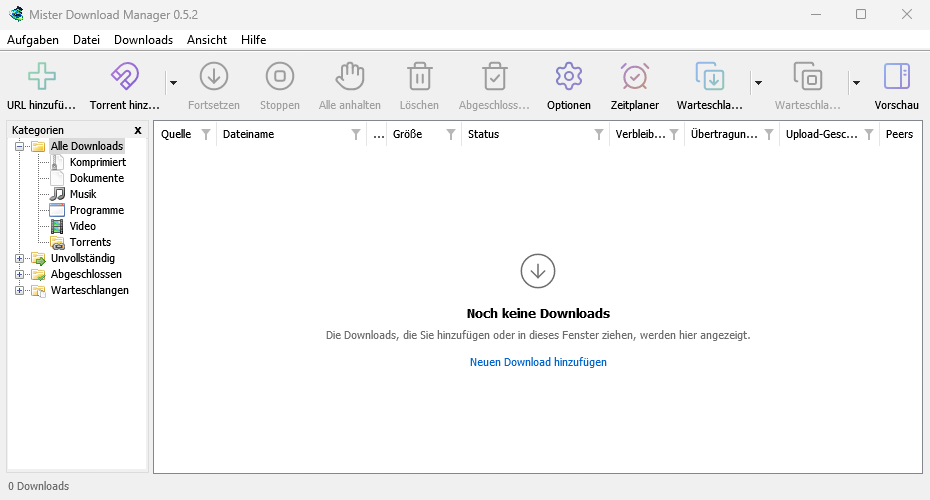 Mister Download Manager 0.5.2
Aufgaben Datei Downloads Ansicht Hilfe
URL hinzufü... Torrent hinz... Fortsetzen Stoppen Alle anhalten Löschen Abgeschloss... Optionen Zeitplaner Warteschla... Warteschla... Vorschau
Kategorien x
Alle Downloads
Komprimiert
Dokumente
Musik
Programme
Video
Torrents
Unvollständig
Abgeschlossen
Warteschlangen
Quelle Dateiname ... Größe Status Verbleib... Übertragun... Upload-Gesc... Peers
Noch keine Downloads
Die Downloads, die Sie hinzufügen oder in dieses Fenster ziehen, werden hier angezeigt.
Neuen Download hinzufügen
0 Downloads